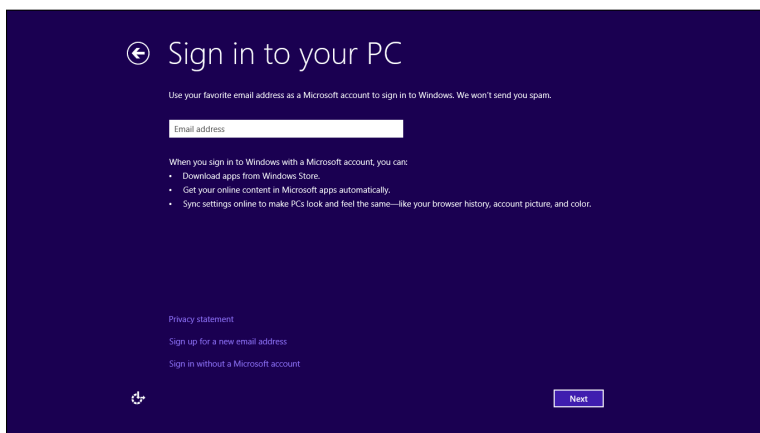 Sign in to your PC
Use your favorite email address as a Microsoft account to sign in to Windows. We won't send you spam.
Email address
When you sign in to Windows with a Microsoft account, you can:
• Download apps from Windows Store.
• Get your online content in Microsoft apps automatically.
• Sync settings online to make PCs look and feel the same—like your browser history, account picture, and color.
Privacy statement
Sign up for a new email address
Sign in without a Microsoft account
Next